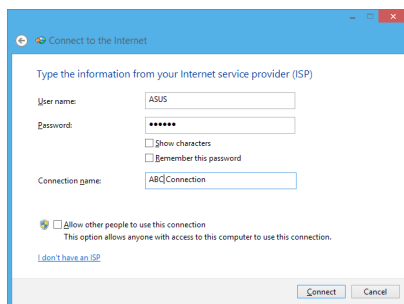 Connect to the Internet
Type the information from your Internet service provider (ISP)
User name: ASUS
Password: ••••••
Show characters
Remember this password
Connection name: ABC Connection
Allow other people to use this connection
This option allows anyone with access to this computer to use this connection.
I don't have an ISP
Connect Cancel